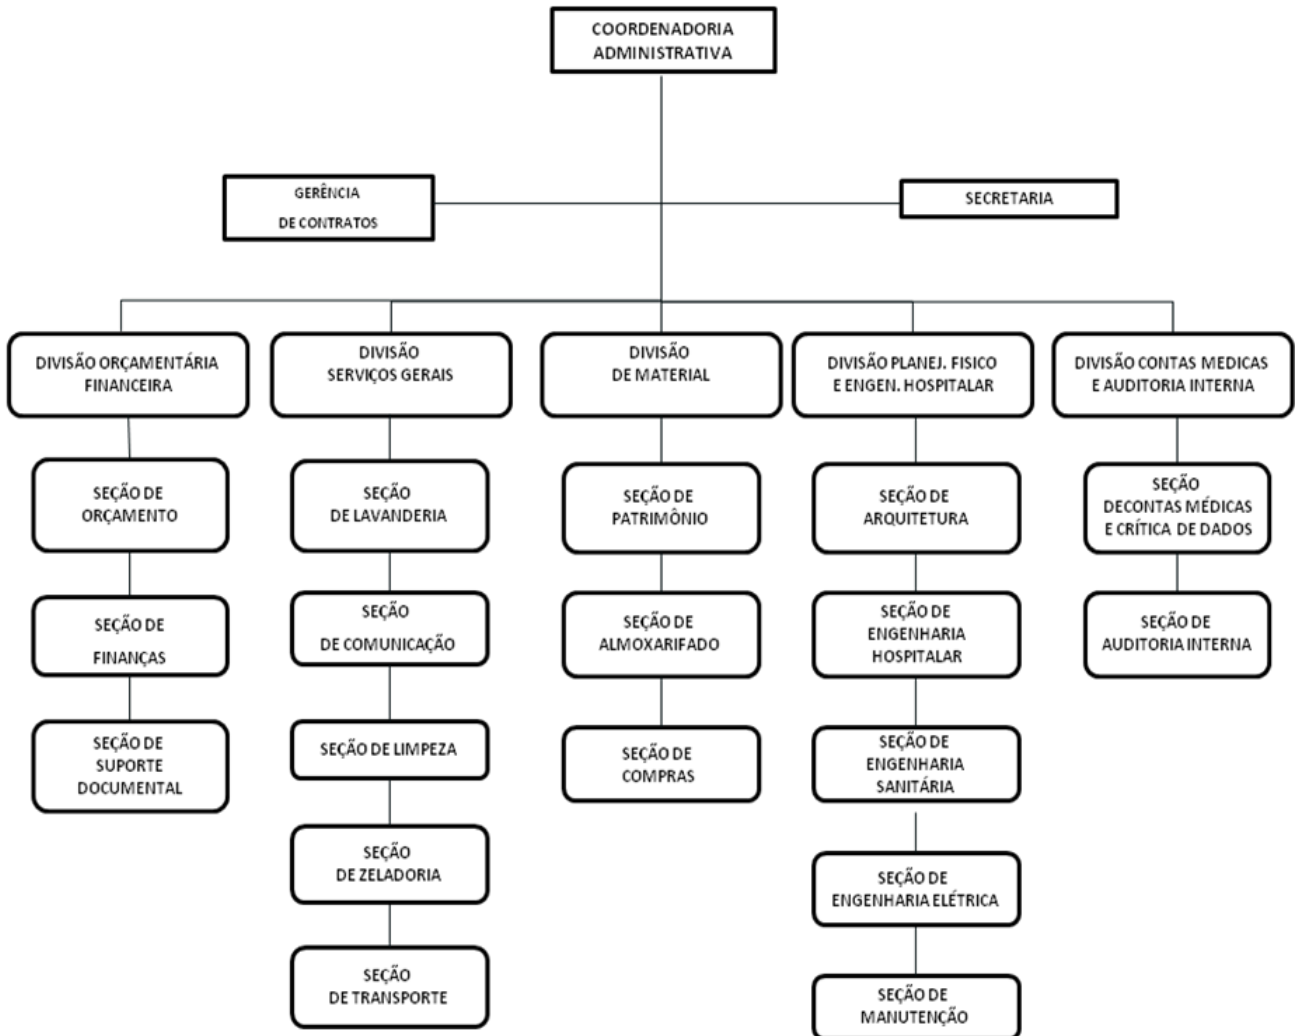 COORDENADORIA
ADMINISTRATIVA
GERÊNCIA
DE CONTRATOS
SECRETARIA
DIVISÃO ORÇAMENTÁRIA
FINANCEIRA
DIVISÃO
SERVIÇOS GERAIS
DIVISÃO
DE MATERIAL
DIVISÃO PLANEJ. FISICO
E ENGEN. HOSPITALAR
DIVISÃO CONTAS MEDICAS
E AUDITORIA INTERNA
SEÇÃO DE
ORÇAMENTO
SEÇÃO
DE LAVANDERIA
SEÇÃO DE
PATRIMÔNIO
SEÇÃO DE
ARQUITETURA
SEÇÃO
DECONTAS MÉDICAS
E CRÍTICA DE DADOS
SEÇÃO DE
FINANÇAS
SEÇÃO
DE COMUNICAÇÃO
SEÇÃO DE
ALMOXARIFADO
SEÇÃO DE
ENGENHARIA
HOSPITALAR
SEÇÃO DE
AUDITORIA INTERNA
SEÇÃO DE
SUPORTE
DOCUMENTAL
SEÇÃO DE LIMPEZA
SEÇÃO DE
COMPRAS
SEÇÃO DE
ENGENHARIA
SANITÁRIA
SEÇÃO
DE ZELADORIA
SEÇÃO DE
ENGENHARIA ELÉTRICA
SEÇÃO
DE TRANSPORTE
SEÇÃO DE
MANUTENÇÃO